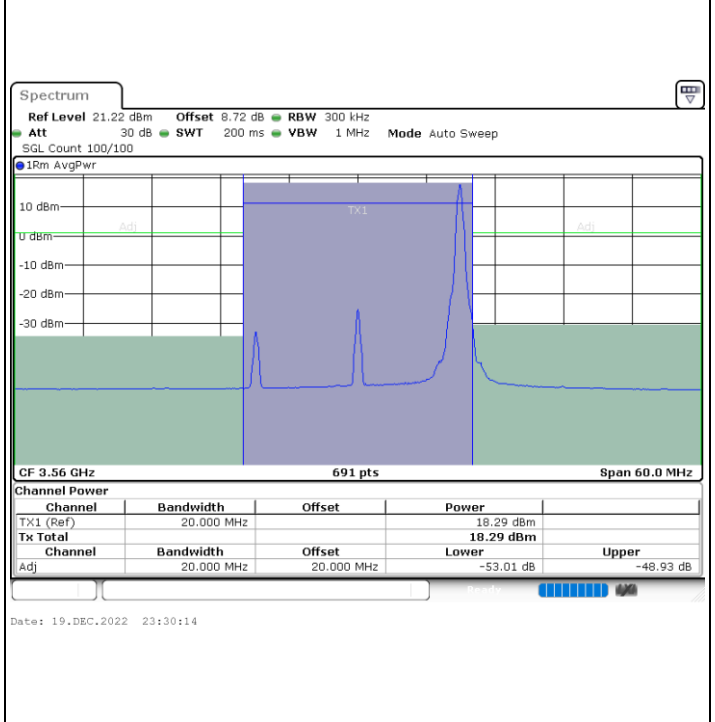 Spectrum
Ref Level 21.22 dBm Offset 8.72 dB RBW 300 kHz
Att 30 dB SWT 200 ms VBW 1 MHz Mode Auto Sweep
SGL Count 100/100
1Rm AvgPwr
10 dBm
TX1
Adj
Adj
0 dBm
-10 dBm
-20 dBm
-30 dBm
CF 3.56 GHz 691 pts Span 60.0 MHz
Channel Power
Channel Bandwidth Offset Power
TX1 (Ref) 20.000 MHz 18.29 dBm
Tx Total 18.29 dBm
Channel Bandwidth Offset Lower Upper
Adj 20.000 MHz 20.000 MHz -53.01 dB -48.93 dB
Ready
Date: 19.DEC.2022 23:30:14